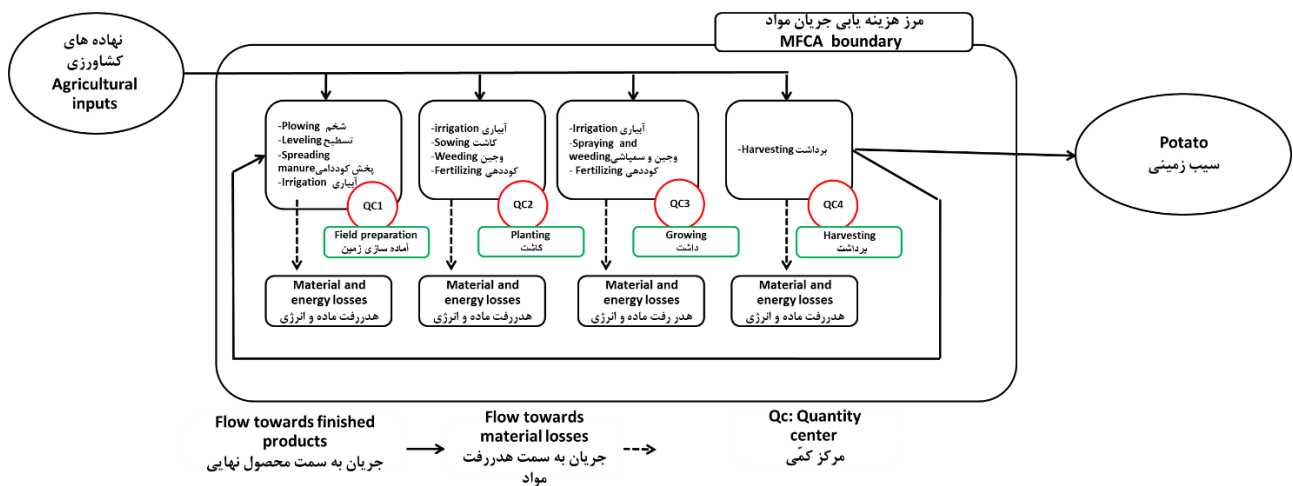 مرز هزینه یابی جریان مواد
MFCA boundary
نهاده های
کشاورزی
Agricultural
inputs
-Plowing شخم
-Leveling تسطیح
-Spreading
manure پخش کوددامی
-Irrigation آبیاری
QC1
Field preparation
آماده سازی زمین
Material and
energy losses
هدررفت ماده و انرژی
-irrigation آبیاری
-Sowing کاشت
-Weeding وجین
-Fertilizing کوددهی
QC2
Planting
کاشت
Material and
energy losses
هدررفت ماده و انرژی
-Irrigation آبیاری
-Spraying and
weeding وجین و سمپاشی
- Fertilizing کوددهی
QC3
Growing
داشت
Material and
energy losses
هدر رفت ماده و انرژی
-Harvesting برداشت
QC4
Harvesting
برداشت
Material and
energy losses
هدررفت ماده و انرژی
Potato
سیب زمینی
Flow towards finished
products
جریان به سمت محصول نهایی
Flow towards
material losses
جریان به سمت هدررفت
مواد
Qc: Quantity
center
مرکز کمّی